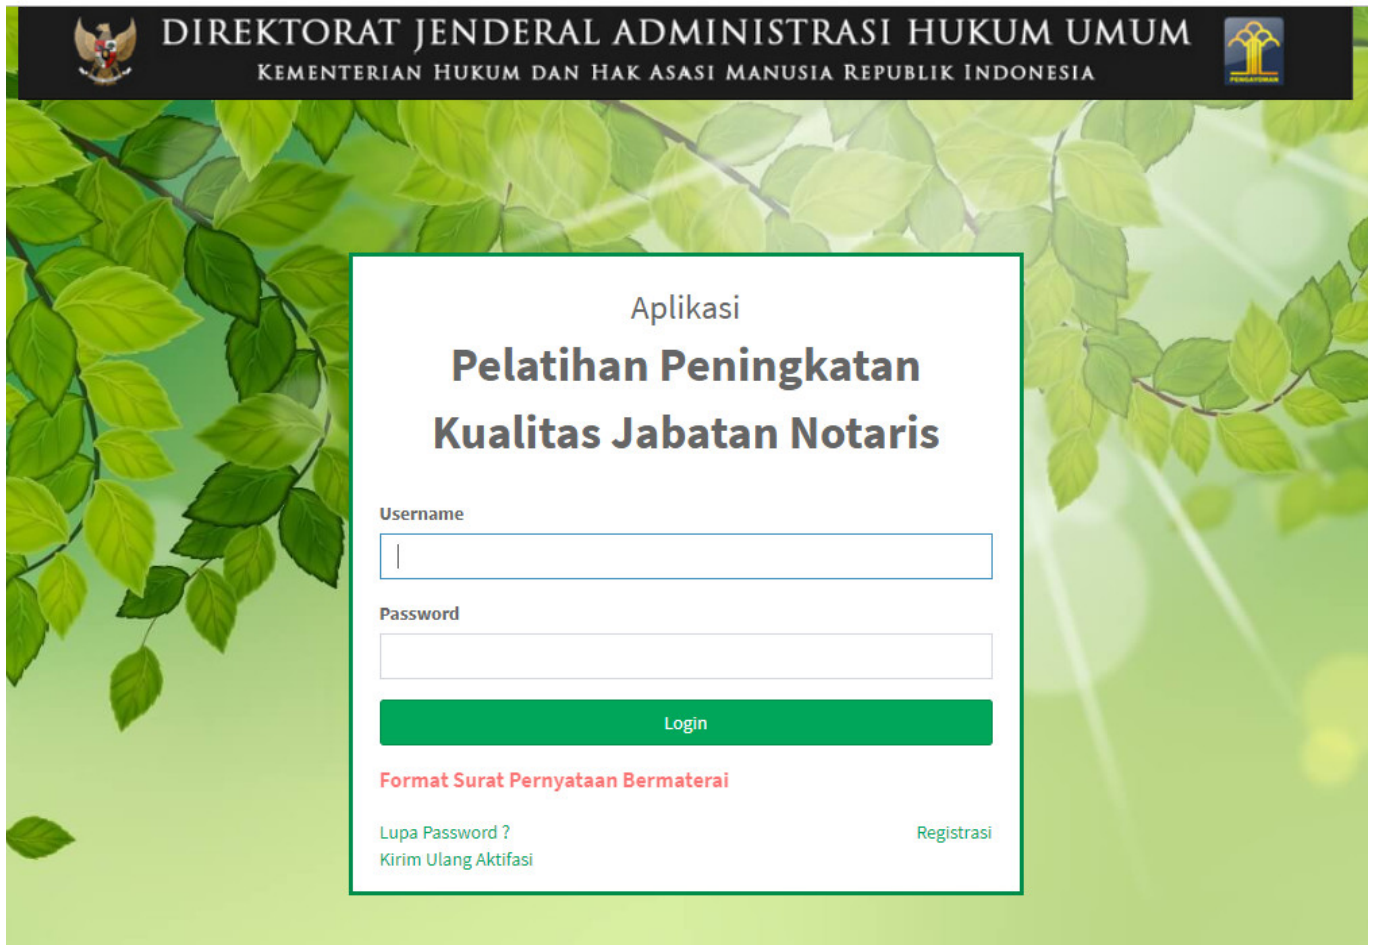 DIREKTORAT JENDERAL ADMINISTRASI HUKUM UMUM
KEMENTERIAN HUKUM DAN HAK ASASI MANUSIA REPUBLIK INDONESIA
PENGAYOMAN
Aplikasi
Pelatihan Peningkatan
Kualitas Jabatan Notaris
Username
Password
Login
Format Surat Pernyataan Bermaterai
Lupa Password ?
Registrasi
Kirim Ulang Aktifasi